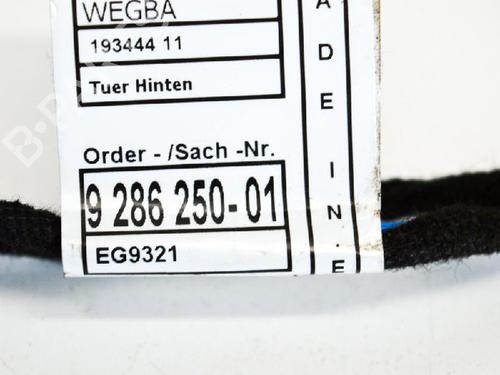 WEGBA
193444 11
Tuer Hinten
Order - /Sach -Nr.
9 286 250-01
EG9321
A D E I N . E